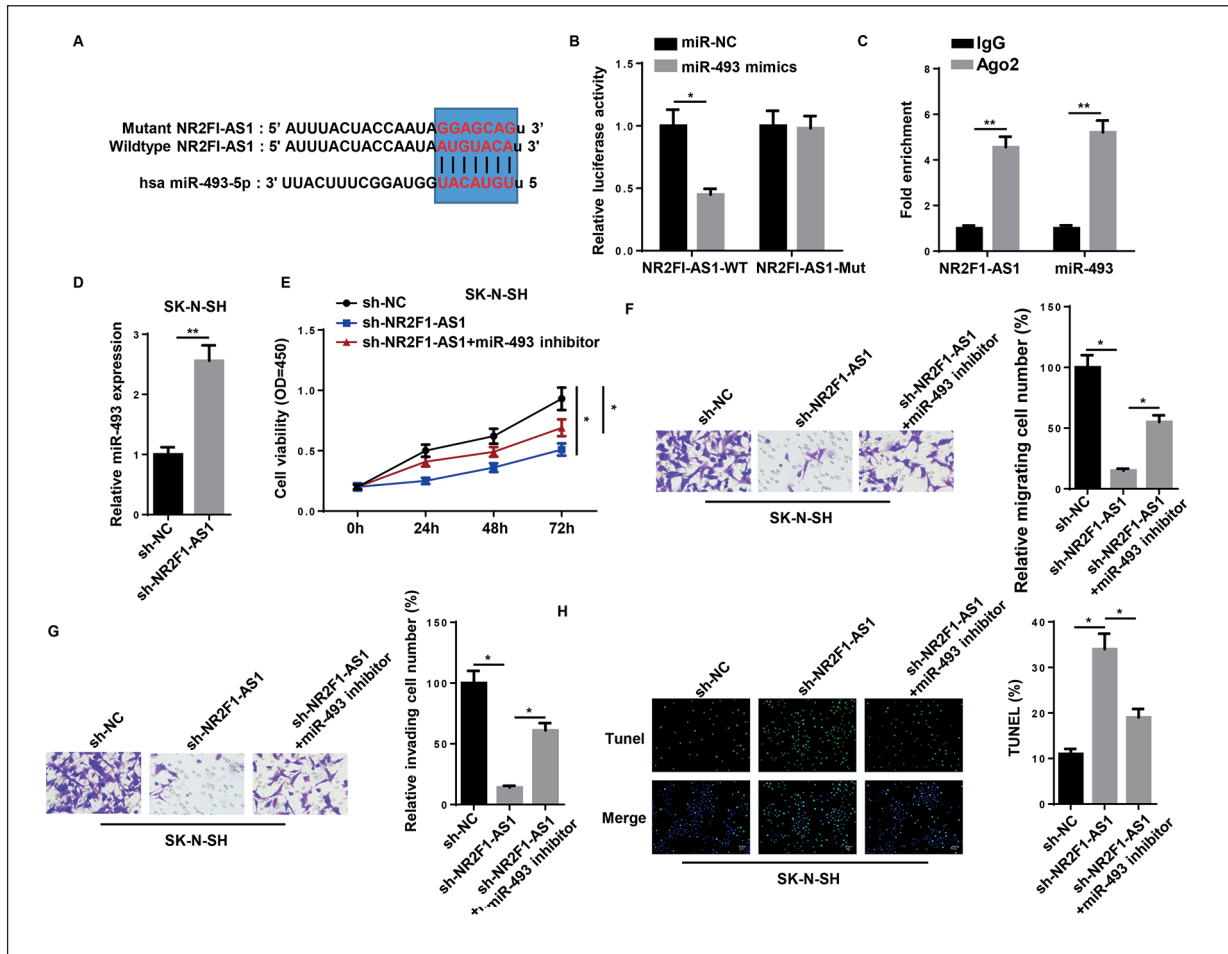 A
Mutant NR2FI-AS1 : 5' AUUUACUACCAAUAGGAGCAGu 3'
Wildtype NR2FI-AS1 : 5' AUUUACUACCAAUAAUGUACAu 3'
hsa miR-493-5p : 3' UUACUUUCGGAUGGUACAUGUu 5
B
miR-NC
miR-493 mimics
Relative luciferase activity
1.5
1.0
0.5
0.0
*
NR2FI-AS1-WT
NR2FI-AS1-Mut
C
IgG
Ago2
Fold enrichment
8
6
4
2
0
**
**
NR2F1-AS1
miR-493
D
SK-N-SH
Relative miR-493 expression
3
2
1
0
**
sh-NC
sh-NR2F1-AS1
E
SK-N-SH
sh-NC
sh-NR2F1-AS1
sh-NR2F1-AS1+miR-493 inhibitor
Cell viability (OD=450)
1.5
1.0
0.5
0.0
0h
24h
48h
72h
*
*
F
sh-NC
sh-NR2F1-AS1
sh-NR2F1-AS1
+miR-493 inhibitor
SK-N-SH
Relative migrating cell number (%)
150
100
50
0
*
*
sh-NC
sh-NR2F1-AS1
sh-NR2F1-AS1
+miR-493 inhibitor
G
sh-NC
sh-NR2F1-AS1
sh-NR2F1-AS1
+miR-493 inhibitor
SK-N-SH
Relative invading cell number (%)
150
100
50
0
*
*
sh-NC
sh-NR2F1-AS1
sh-NR2F1-AS1
+miR-493 inhibitor
H
sh-NC
sh-NR2F1-AS1
sh-NR2F1-AS1
+miR-493 inhibitor
Tunel
Merge
SK-N-SH
TUNEL (%)
40
30
20
10
0
*
*
sh-NC
sh-NR2F1-AS1
sh-NR2F1-AS1
+miR-493 inhibitor